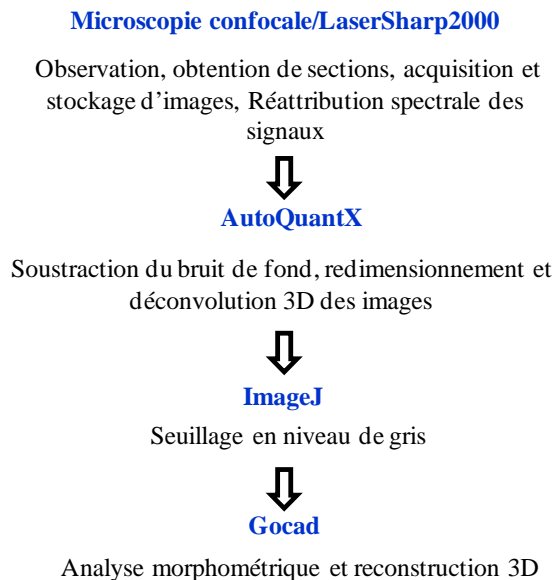 Microscopie confocale/LaserSharp2000
Observation, obtention de sections, acquisition et
stockage d'images, Réattribution spectrale des
signaux
AutoQuantX
Soustraction du bruit de fond, redimensionnement et
déconvolution 3D des images
ImageJ
Seuillage en niveau de gris
Gocad
Analyse morphométrique et reconstruction 3D